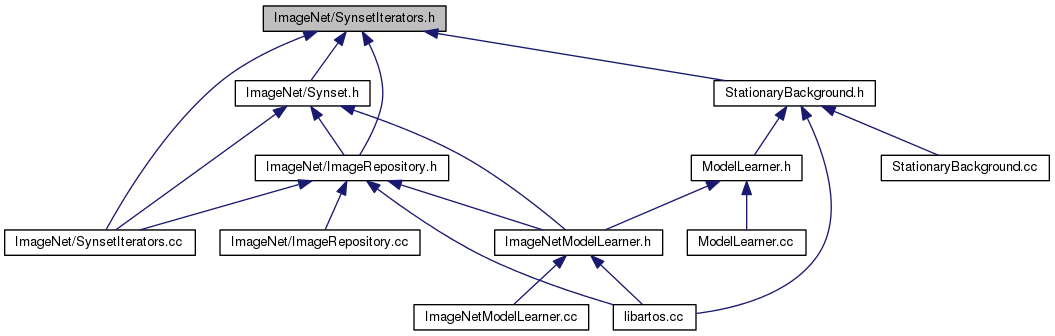 ImageNet/SynsetIterators.h
ImageNet/Synset.h
StationaryBackground.h
ImageNet/ImageRepository.h
ModelLearner.h
StationaryBackground.cc
ImageNet/SynsetIterators.cc
ImageNet/ImageRepository.cc
ImageNetModelLearner.h
ModelLearner.cc
ImageNetModelLearner.cc
libartos.cc